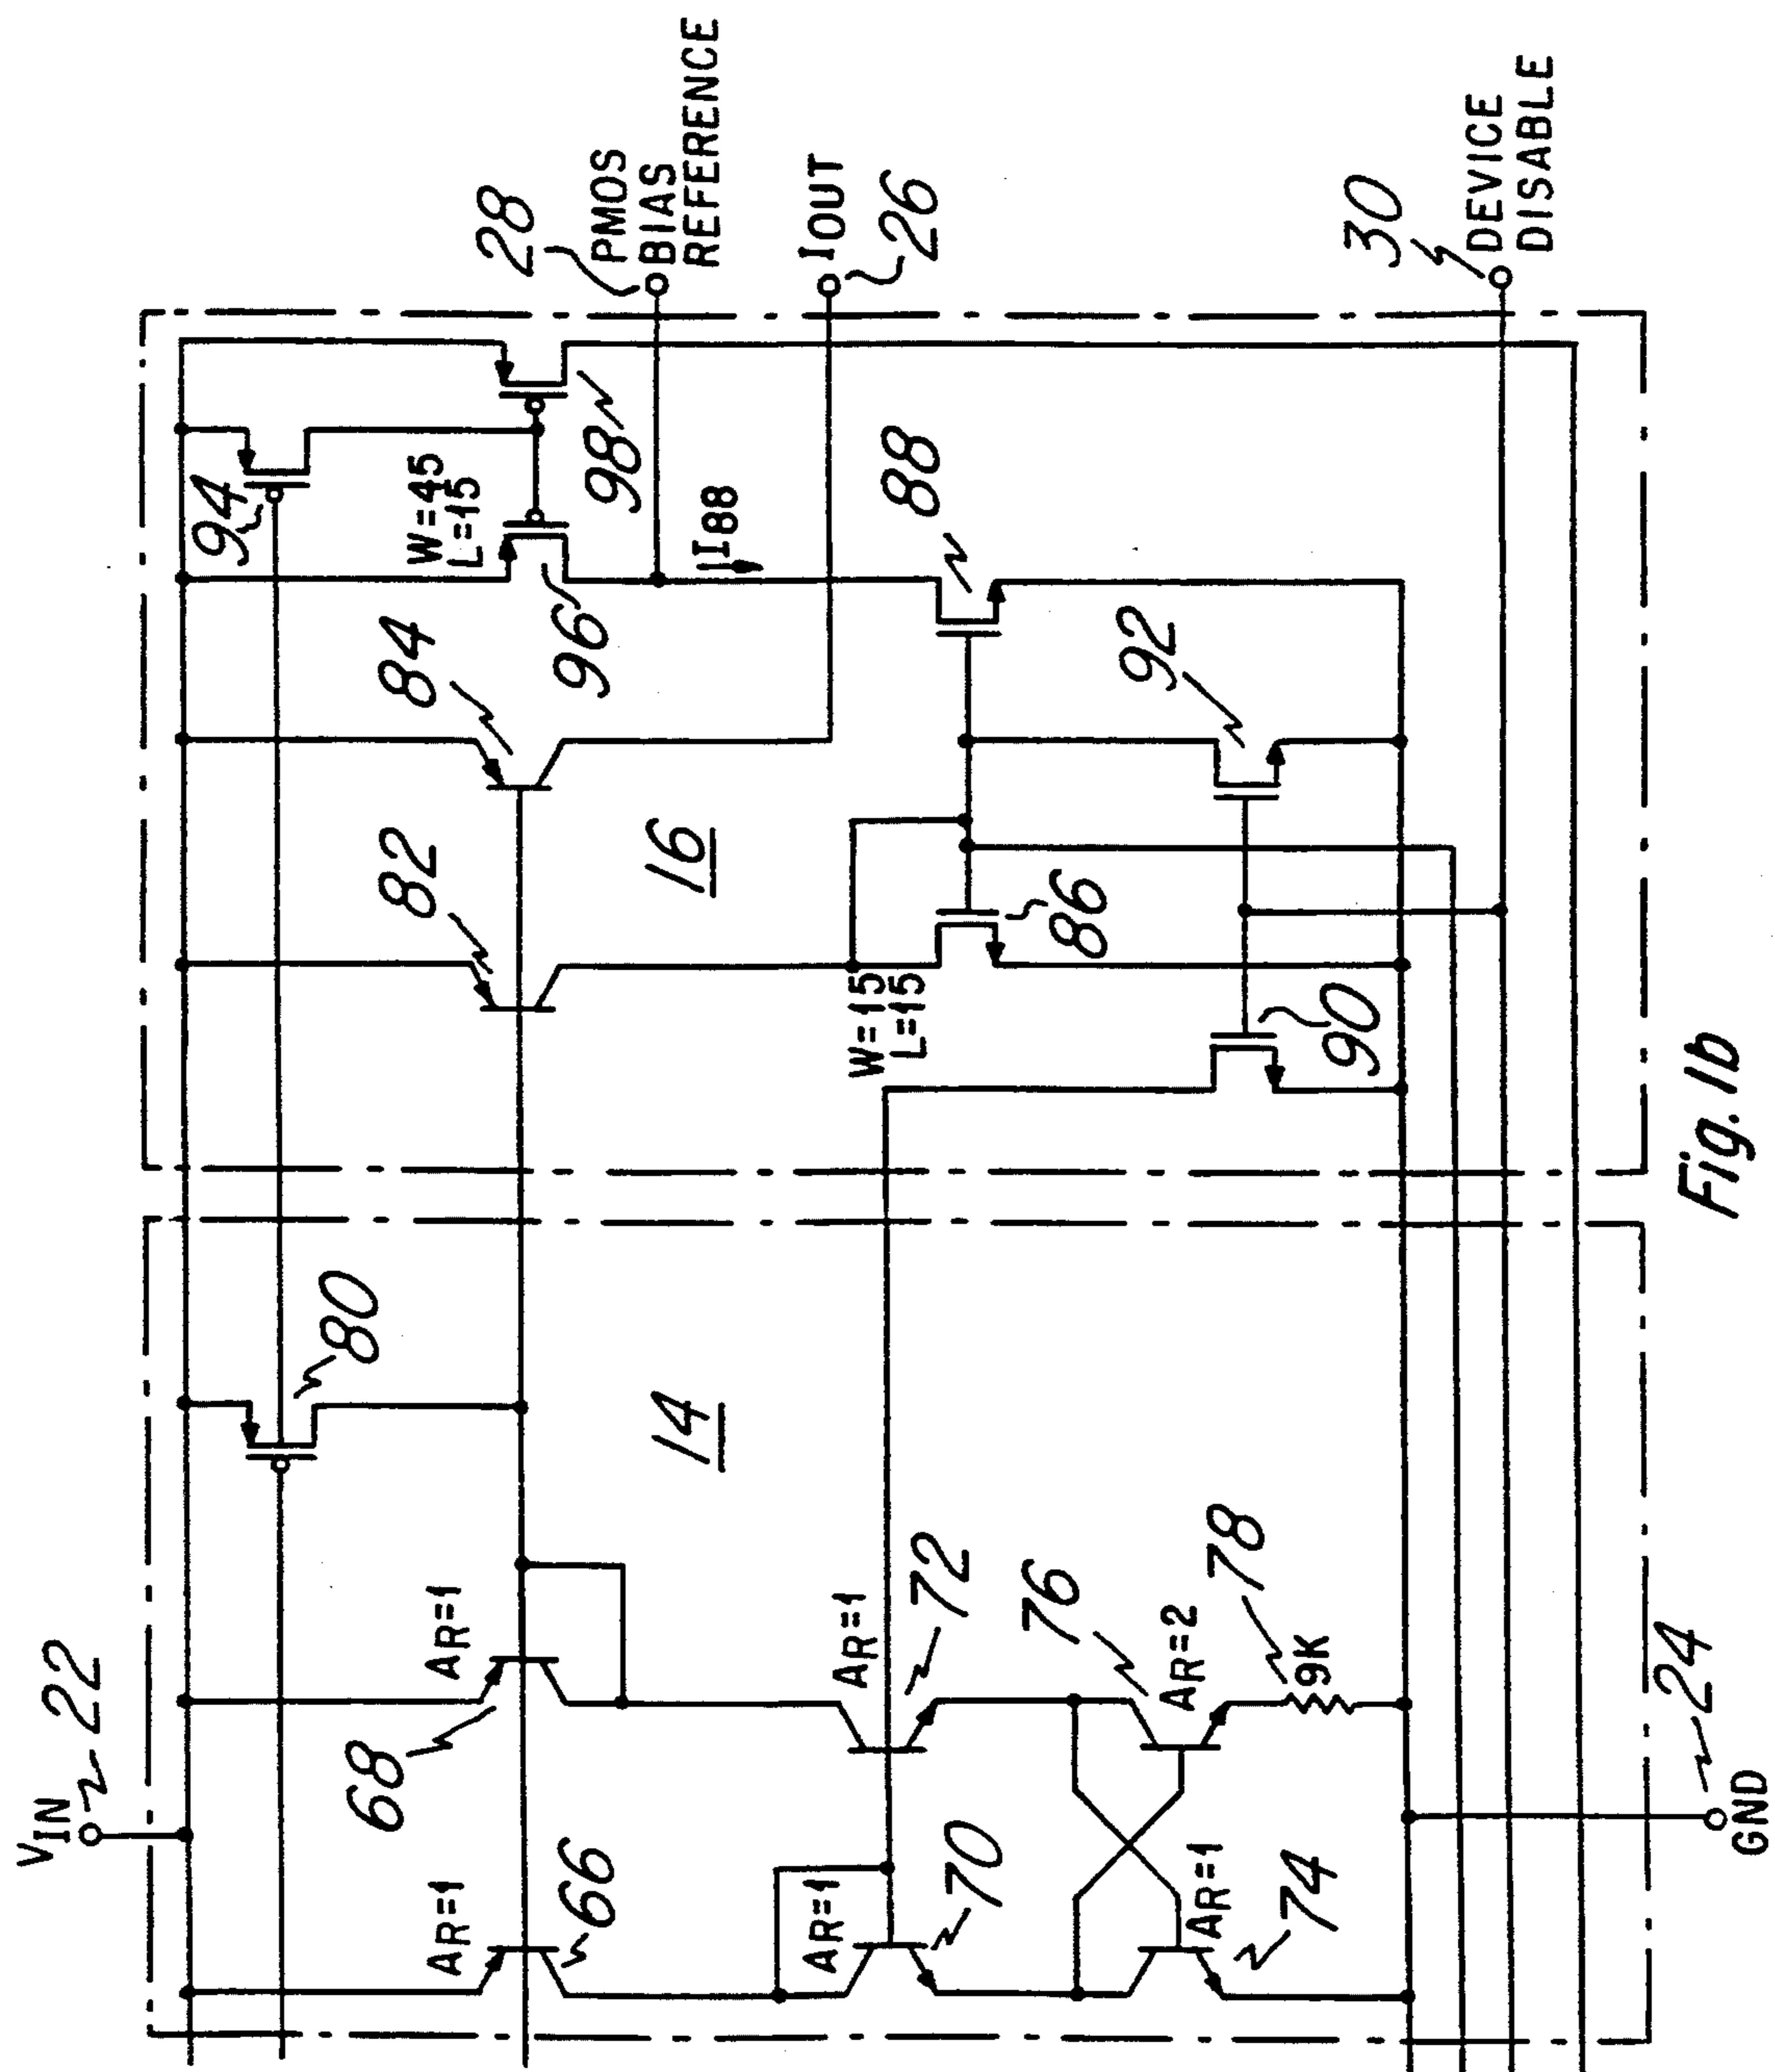 VIN
22
28
PMOS
BIAS
REFERENCE
IOUT
26
30
DEVICE
DISABLE
80
94
W=45
L=15
98
AR=1
AR=1
68
66
82
84
96
I88
88
14
16
AR=1
AR=1
72
70
W=15
L=15
86
92
90
76
AR=2
78
9K
AR=1
74
24
GND
Fig. 1b